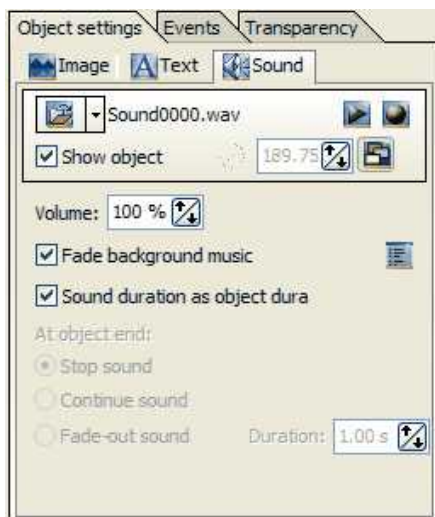 Object settings Events Transparency
Image Text Sound
Sound0000.wav
Show object 189.75
Volume: 100 %
Fade background music
Sound duration as object dura
At object end:
Stop sound
Continue sound
Fade-out sound Duration: 1.00 s